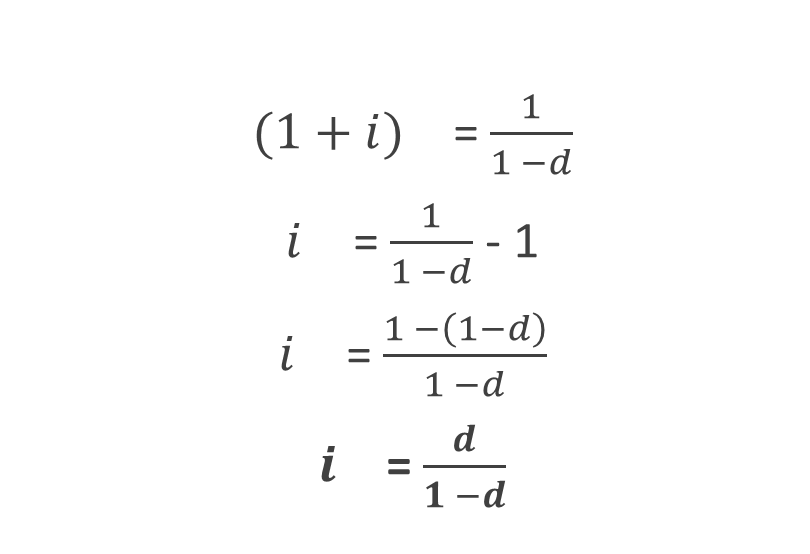 (1 + i) = 1/(1 − d)
i = 1/(1 − d) - 1
i = (1 − (1 − d))/(1 − d)
i = d/(1 − d)